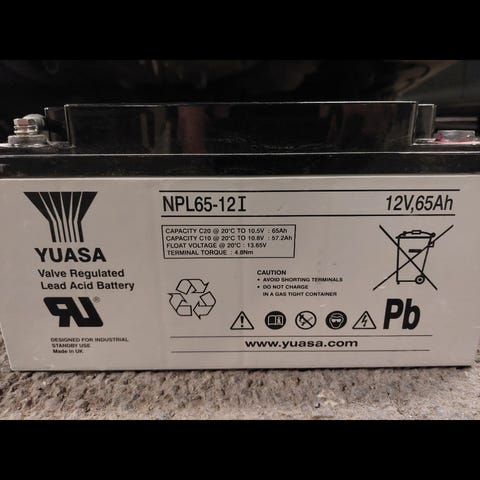 NPL65-12I
12V,65Ah
YUASA
Valve Regulated
Lead Acid Battery
CAPACITY C20 @ 20°C TO 10.5V : 65Ah
CAPACITY C10 @ 20°C TO 10.8V : 57.2Ah
FLOAT VOLTAGE @ 20°C : 13.65V
TERMINAL TORQUE : 4.8Nm
CAUTION
• AVOID SHORTING TERMINALS
• DO NOT CHARGE
IN A GAS TIGHT CONTAINER
Pb
DESIGNED FOR INDUSTRIAL
STANDBY USE
Made in UK
www.yuasa.com